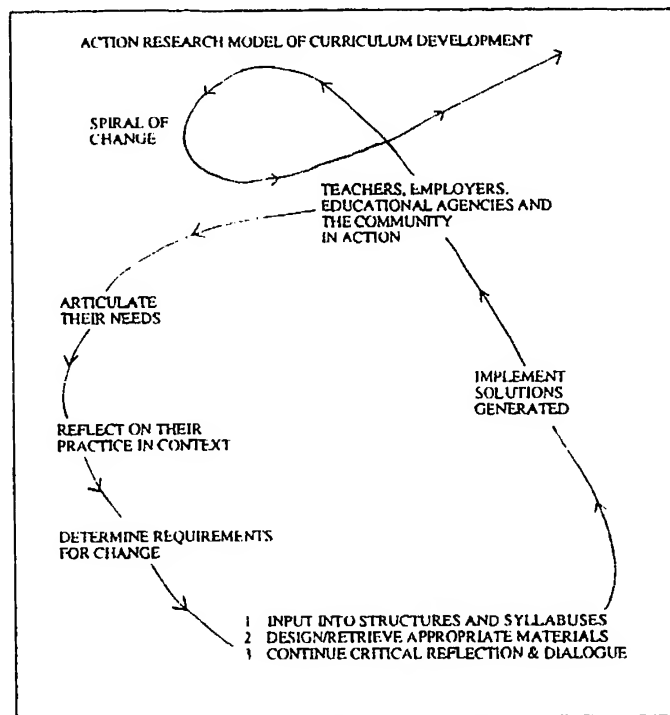 ACTION RESEARCH MODEL OF CURRICULUM DEVELOPMENT
SPIRAL OF
CHANGE
TEACHERS, EMPLOYERS,
EDUCATIONAL AGENCIES AND
THE COMMUNITY
IN ACTION
ARTICULATE
THEIR NEEDS
REFLECT ON THEIR
PRACTICE IN CONTEXT
DETERMINE REQUIREMENTS
FOR CHANGE
1 INPUT INTO STRUCTURES AND SYLLABUSES
2 DESIGN/RETRIEVE APPROPRIATE MATERIALS
3 CONTINUE CRITICAL REFLECTION & DIALOGUE
IMPLEMENT
SOLUTIONS
GENERATED